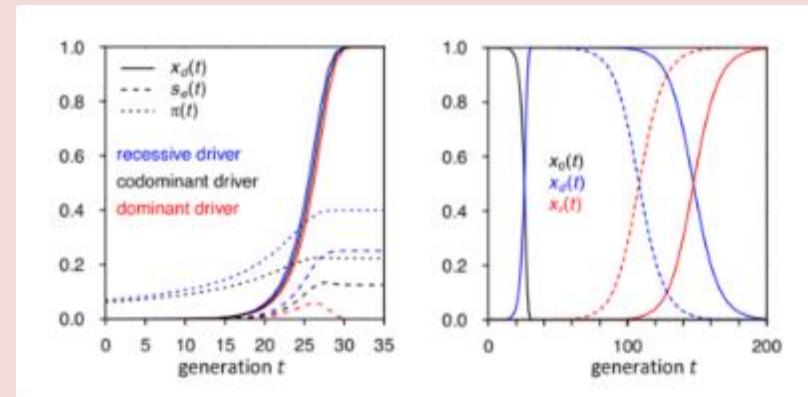 1.0
0.8
0.6
0.4
0.2
0.0
x_d(t)
s_e(t)
π(t)
recessive driver
codominant driver
dominant driver
0 5 10 15 20 25 30 35
generation t
1.0
0.8
0.6
0.4
0.2
0.0
x_0(t)
x_d(t)
x_r(t)
0 100 200
generation t